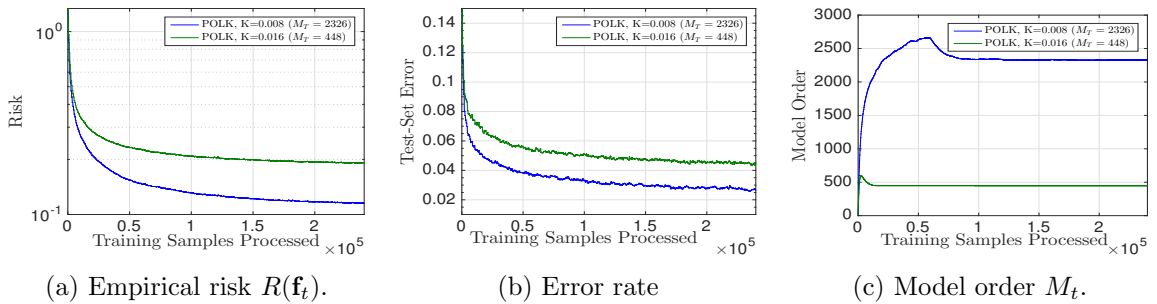 POLK, K=0.008 (M_T = 2326)
POLK, K=0.016 (M_T = 448)
10^0
10^-1
Risk
0 0.5 1 1.5 2
×10^5
Training Samples Processed
(a) Empirical risk R(f_t).
POLK, K=0.008 (M_T = 2326)
POLK, K=0.016 (M_T = 448)
0.14
0.12
0.1
0.08
0.06
0.04
0.02
Test-Set Error
0 0.5 1 1.5 2
×10^5
Training Samples Processed
(b) Error rate
POLK, K=0.008 (M_T = 2326)
POLK, K=0.016 (M_T = 448)
3000
2500
2000
1500
1000
500
0
Model Order
0 0.5 1 1.5 2
×10^5
Training Samples Processed
(c) Model order M_t.